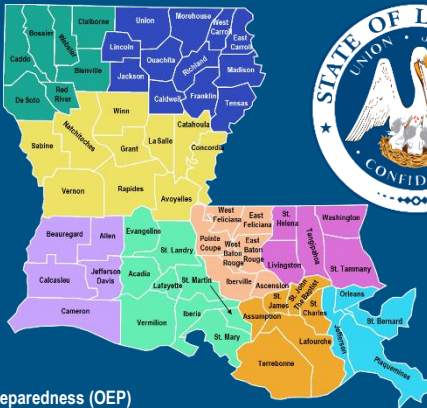 Claiborne
Union
Morehouse
West
Carroll
East
Carroll
Bossier
Webster
Lincoln
Caddo
Ouachita
Richland
Madison
Bienville
Jackson
De Soto
Red
River
Caldwell
Franklin
Tensas
Winn
Catahoula
Natchitoches
Sabine
Grant
La Salle
Concordia
Vernon
Rapides
Avoyelles
West
Feliciana
East
Feliciana
St.
Helena
Washington
Tangipahoa
Beauregard
Allen
Evangeline
St. Landry
Pointe
Coupe
West
Baton
Rouge
East
Baton
Rouge
Livingston
St. Tammany
Calcasieu
Jefferson
Davis
Acadia
Lafayette
St. Martin
Iberville
Ascension
St.
James
St. John
The Baptist
Orleans
Cameron
Vermilion
Iberia
St. Mary
Assumption
St.
Charles
St. Bernard
Lafourche
Jefferson
Terrebonne
Plaquemines
STATE OF L
UNION
CONFID
eparedness (OEP)